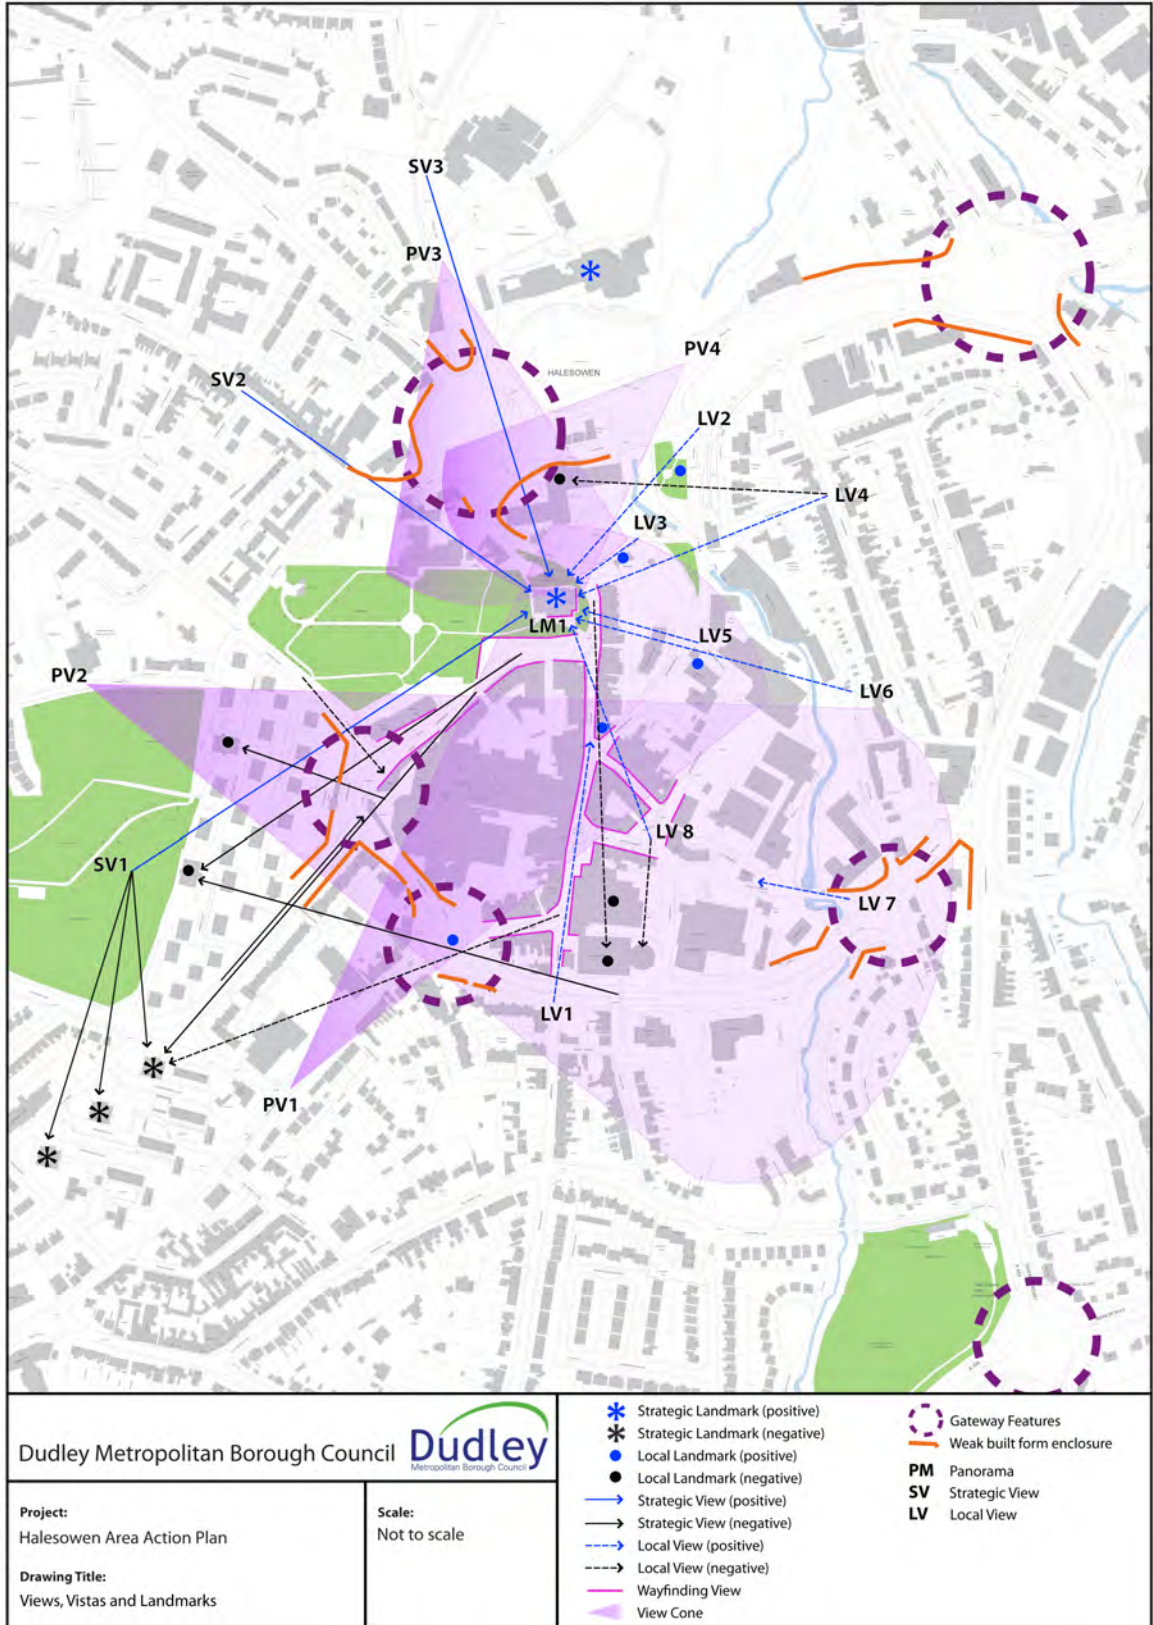 SV3
PV3
PV4
HALESOWEN
SV2
LV2
LV4
LV3
LM1
LV5
PV2
LV6
LV 8
SV1
LV 7
LV1
PV1
Dudley Metropolitan Borough Council
Dudley
Metropolitan Borough Council
Project:
Halesowen Area Action Plan
Drawing Title:
Views, Vistas and Landmarks
Scale:
Not to scale
Strategic Landmark (positive)
Strategic Landmark (negative)
Local Landmark (positive)
Local Landmark (negative)
Strategic View (positive)
Strategic View (negative)
Local View (positive)
Local View (negative)
Wayfinding View
View Cone
Gateway Features
Weak built form enclosure
PM Panorama
SV Strategic View
LV Local View